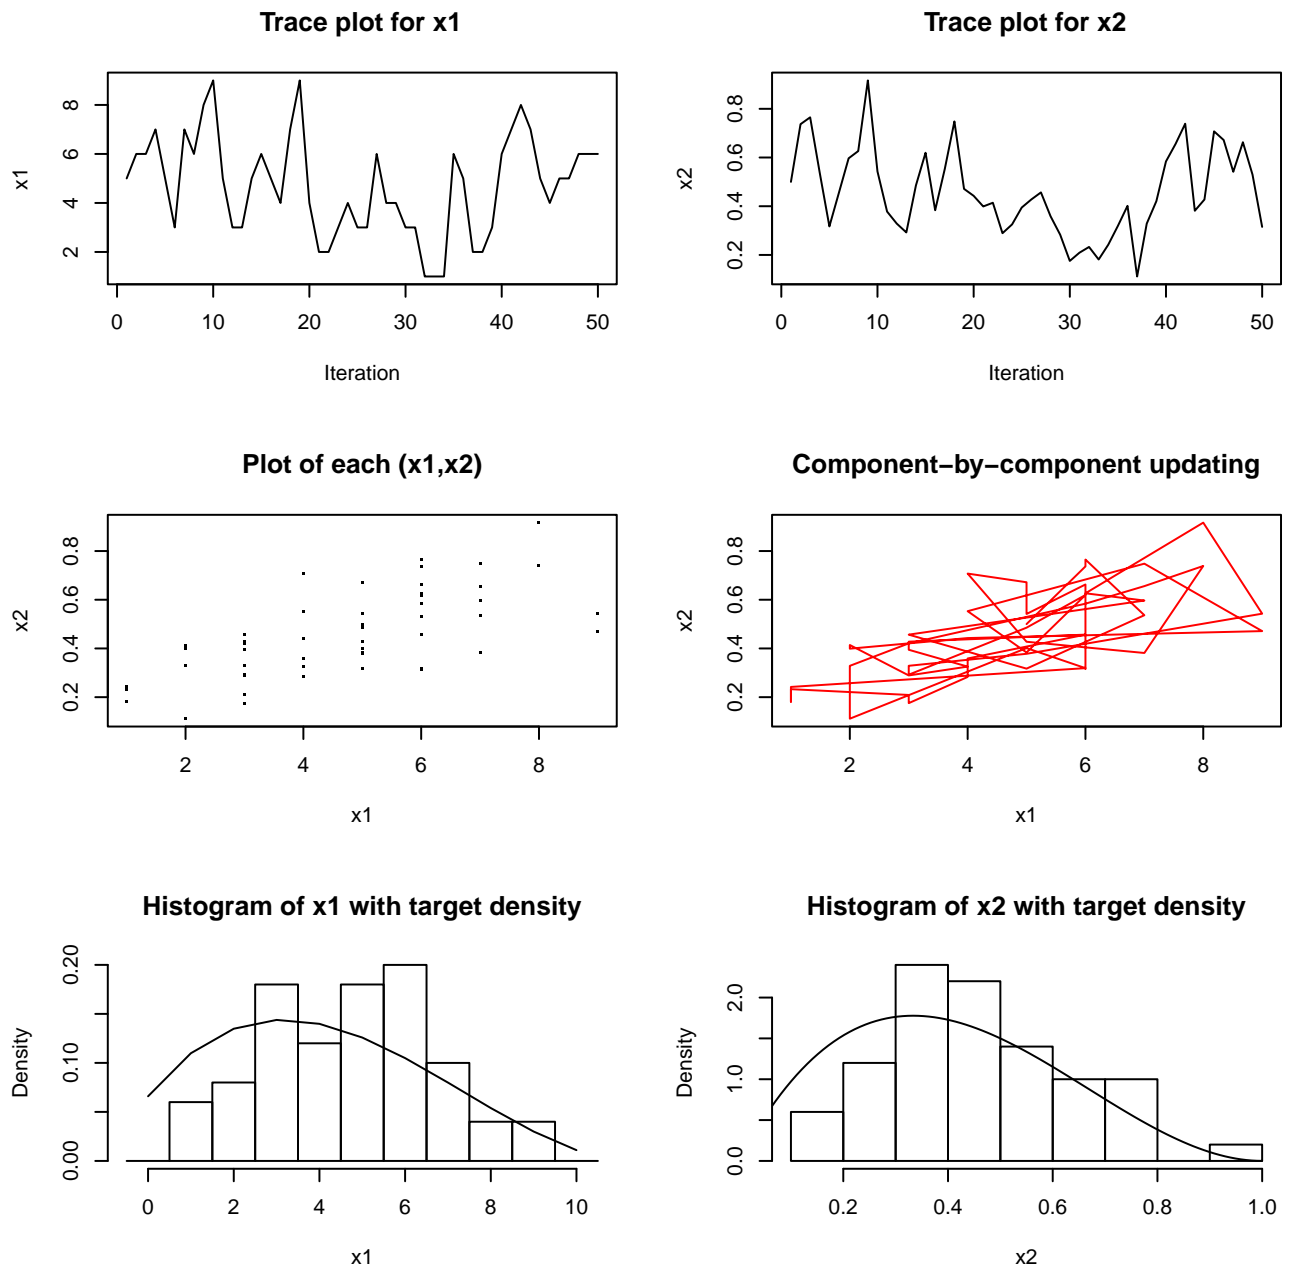 Trace plot for x1
x1
2 4 6 8
0 10 20 30 40 50
Iteration
Trace plot for x2
x2
0.2 0.4 0.6 0.8
0 10 20 30 40 50
Iteration
Plot of each (x1,x2)
x2
0.2 0.4 0.6 0.8
2 4 6 8
x1
Component−by−component updating
x2
0.2 0.4 0.6 0.8
2 4 6 8
x1
Histogram of x1 with target density
Density
0.00 0.10 0.20
0 2 4 6 8 10
x1
Histogram of x2 with target density
Density
0.0 1.0 2.0
0.2 0.4 0.6 0.8 1.0
x2